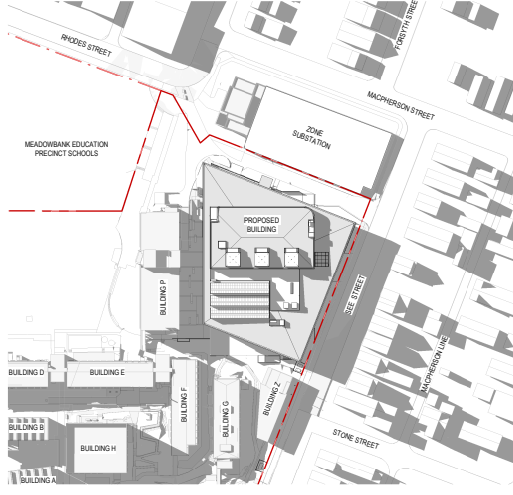 RHODES STREET
FORSYTH STREET
MACPHERSON STREET
ZONE
SUBSTATION
MEADOWBANK EDUCATION
PRECINCT SCHOOLS
PROPOSED
BUILDING
BUILDING P
SEE STREET
MACPHERSON LINE
BUILDING D
BUILDING E
BUILDING F
BUILDING G
BUILDING Z
BUILDING B
BUILDING H
STONE STREET
BUILDING A